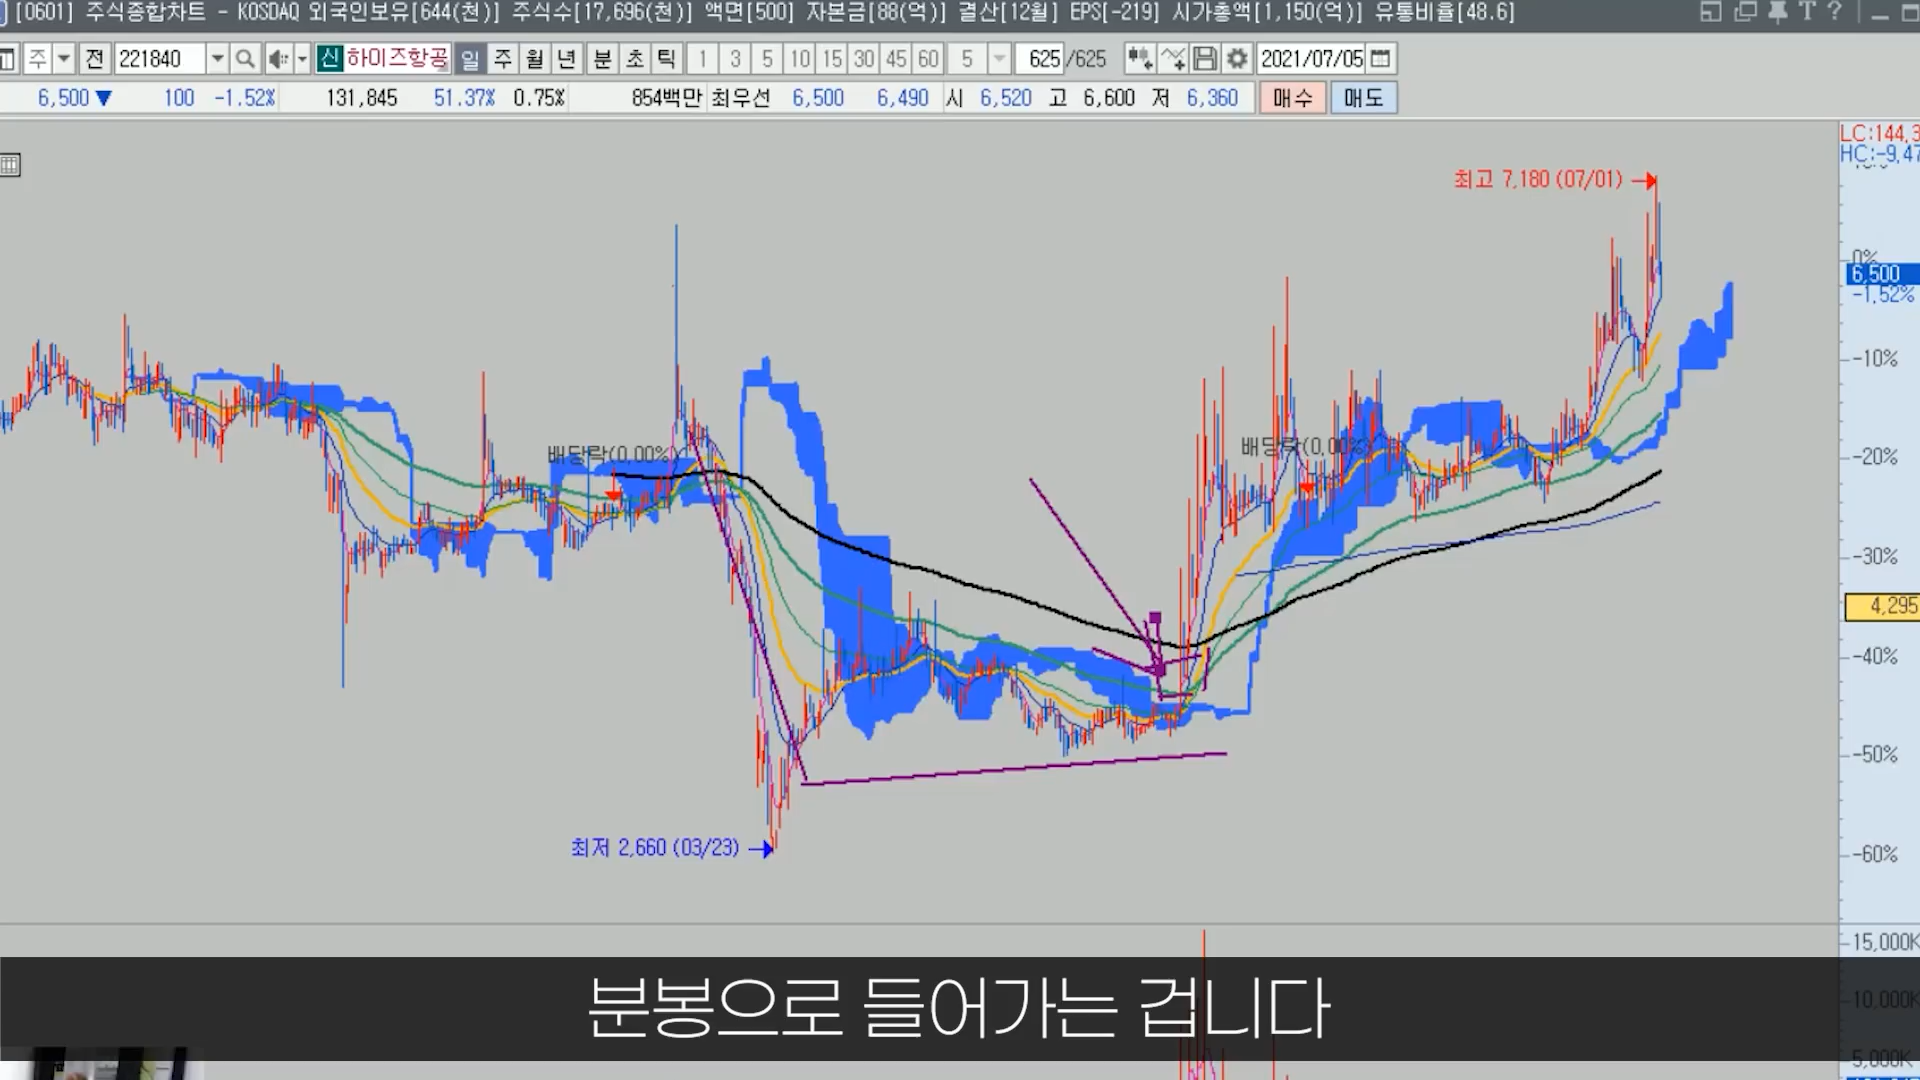 [0601] 주식종합차트 - KOSDAQ 외국인보유[644(천)] 주식수[17,696(천)] 액면[500] 자본금[88(억)] 결산[12월] EPS[-219] 시가총액[1,150(억)] 유통비율[48.6]
주 전 221840 신 하이즈항공 일 주 월 년 분 초 틱 1 3 5 10 15 30 45 60 5 625 /625 2021/07/05
6,500 ▼ 100 -1.52% 131,845 51.37% 0.75% 854백만 최우선 6,500 6,490 시 6,520 고 6,600 저 6,360 매수 매도
LC:144,3
HC:-9,47
최고 7,180 (07/01)
0%
6,500
-1.52%
-10%
배당락(0,00%)
배당락(0,00%)
-20%
-30%
4,295
-40%
-50%
최저 2,660 (03/23)
-60%
15,000K
분봉으로 들어가는 겁니다
10,000K
5,000K